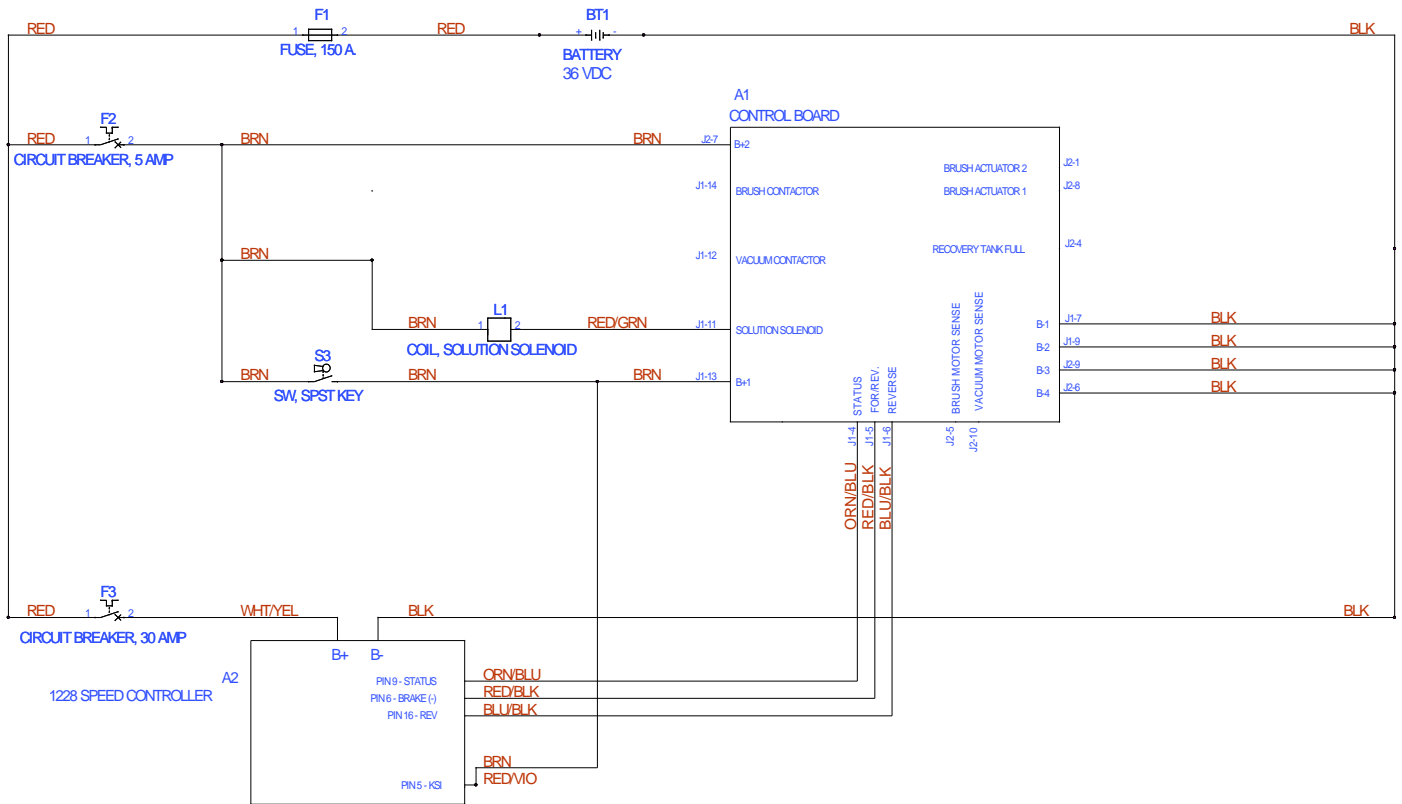 RED
F1
1
2
FUSE, 150 A.
RED
BT1
+
-
BATTERY
36 VDC
BLK
A1
CONTROL BOARD
F2
RED
1
2
CIRCUIT BREAKER, 5 AMP
BRN
BRN
J2-7
B+2
BRUSH ACTUATOR 2
J2-1
J1-14
BRUSH CONTACTOR
BRUSH ACTUATOR 1
J2-8
BRN
J1-12
VACUUM CONTACTOR
RECOVERY TANK FULL
J2-4
BRN
L1
1
2
COIL, SOLUTION SOLENOID
RED/GRN
J1-11
SOLUTION SOLENOID
B-1
J1-7
BLK
B-2
J1-9
BLK
B-3
J2-9
BLK
B-4
J2-6
BLK
BRN
S3
SW, SPST KEY
BRN
BRN
J1-13
B+1
STATUS
FOR/REV.
REVERSE
BRUSH MOTOR SENSE
VACUUM MOTOR SENSE
J1-4
J1-5
J1-6
J2-5
J2-10
ORN/BLU
RED/BLK
BLU/BLK
F3
RED
1
2
CIRCUIT BREAKER, 30 AMP
WHT/YEL
BLK
BLK
B+
B-
A2
1228 SPEED CONTROLLER
PIN 9 - STATUS
ORN/BLU
PIN 6 - BRAKE (-)
RED/BLK
PIN 16 - REV
BLU/BLK
BRN
PIN 5 - KSI
RED/VIO